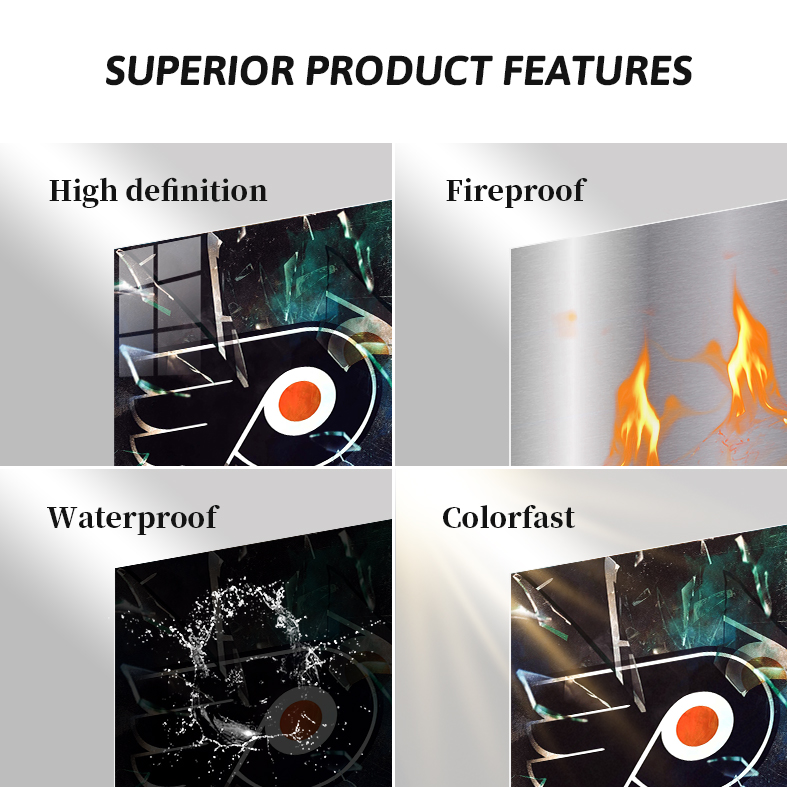 SUPERIOR PRODUCT FEATURES
High definition
Fireproof
Waterproof
Colorfast